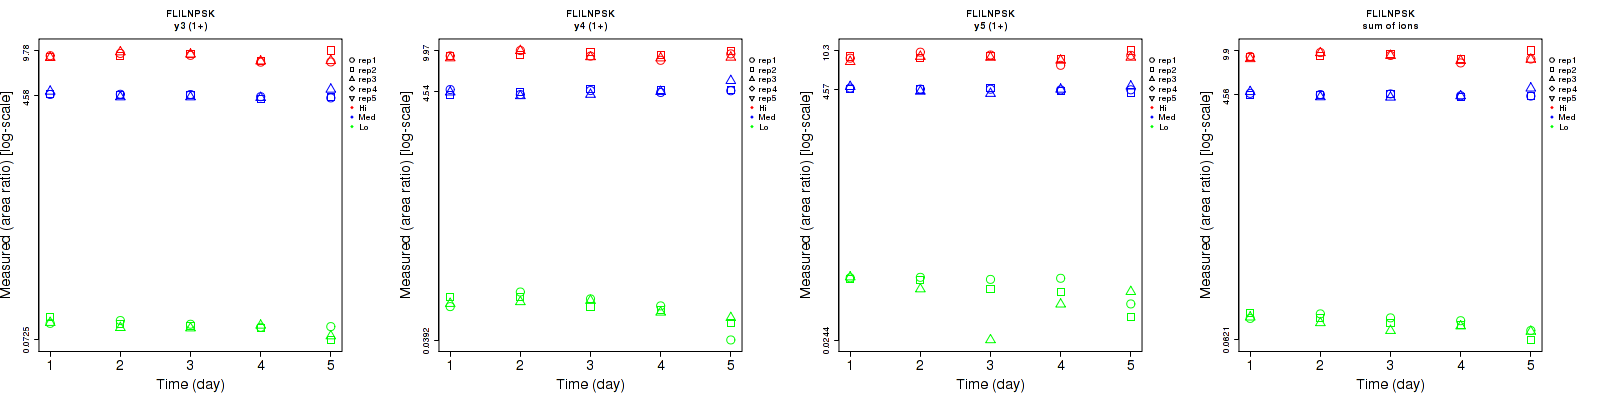 FLILNPSK
y3 (1+)
Measured (area ratio) [log-scale]
9.78
4.58
0.0725
1 2 3 4 5
Time (day)
rep1
rep2
rep3
rep4
rep5
Hi
Med
Lo
FLILNPSK
y4 (1+)
Measured (area ratio) [log-scale]
9.97
4.54
0.0392
1 2 3 4 5
Time (day)
rep1
rep2
rep3
rep4
rep5
Hi
Med
Lo
FLILNPSK
y5 (1+)
Measured (area ratio) [log-scale]
10.3
4.57
0.0244
1 2 3 4 5
Time (day)
rep1
rep2
rep3
rep4
rep5
Hi
Med
Lo
FLILNPSK
sum of ions
Measured (area ratio) [log-scale]
9.9
4.56
0.0621
1 2 3 4 5
Time (day)
rep1
rep2
rep3
rep4
rep5
Hi
Med
Lo